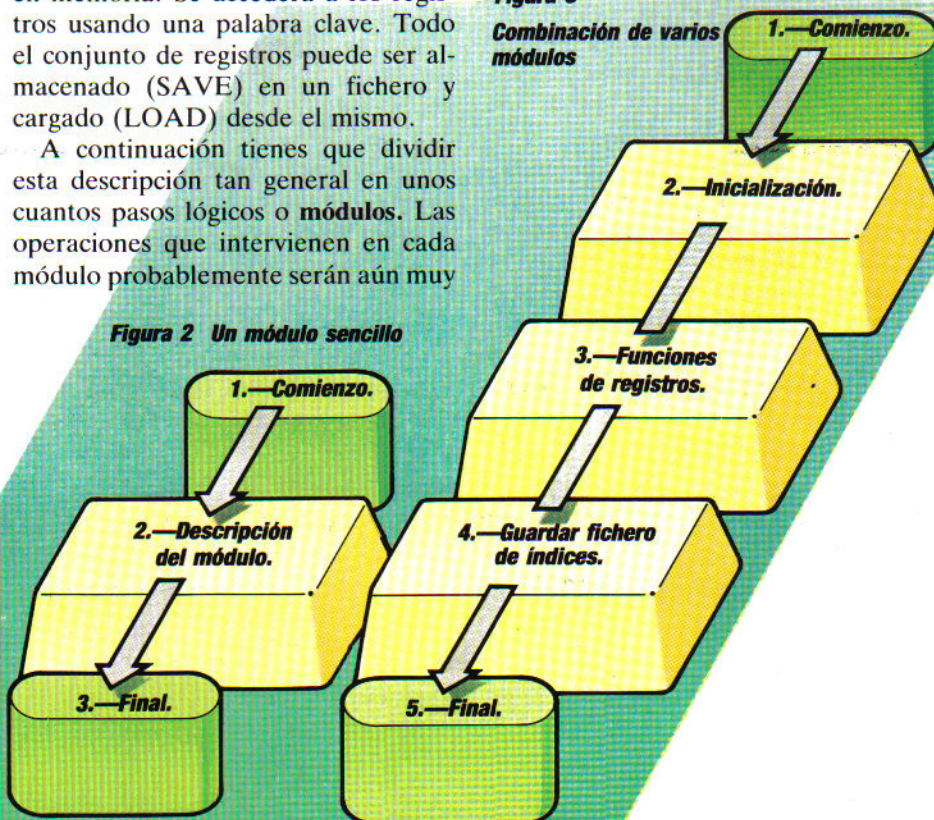 en memoria. Se accederá a los regis-
tros usando una palabra clave. Todo
el conjunto de registros puede ser al-
macenado (SAVE) en un fichero y
cargado (LOAD) desde el mismo.
A continuación tienes que dividir
esta descripción tan general en unos
cuantos pasos lógicos o módulos. Las
operaciones que intervienen en cada
módulo probablemente serán aún muy
Figura 2 Un módulo sencillo
1.—Comienzo.
2.—Descripción
del módulo.
3.—Final.
Figura
Combinación de varios
módulos
1.—Comienzo.
2.—Inicialización.
3.—Funciones
de registros.
4.—Guardar fichero
de índices.
5.—Final.